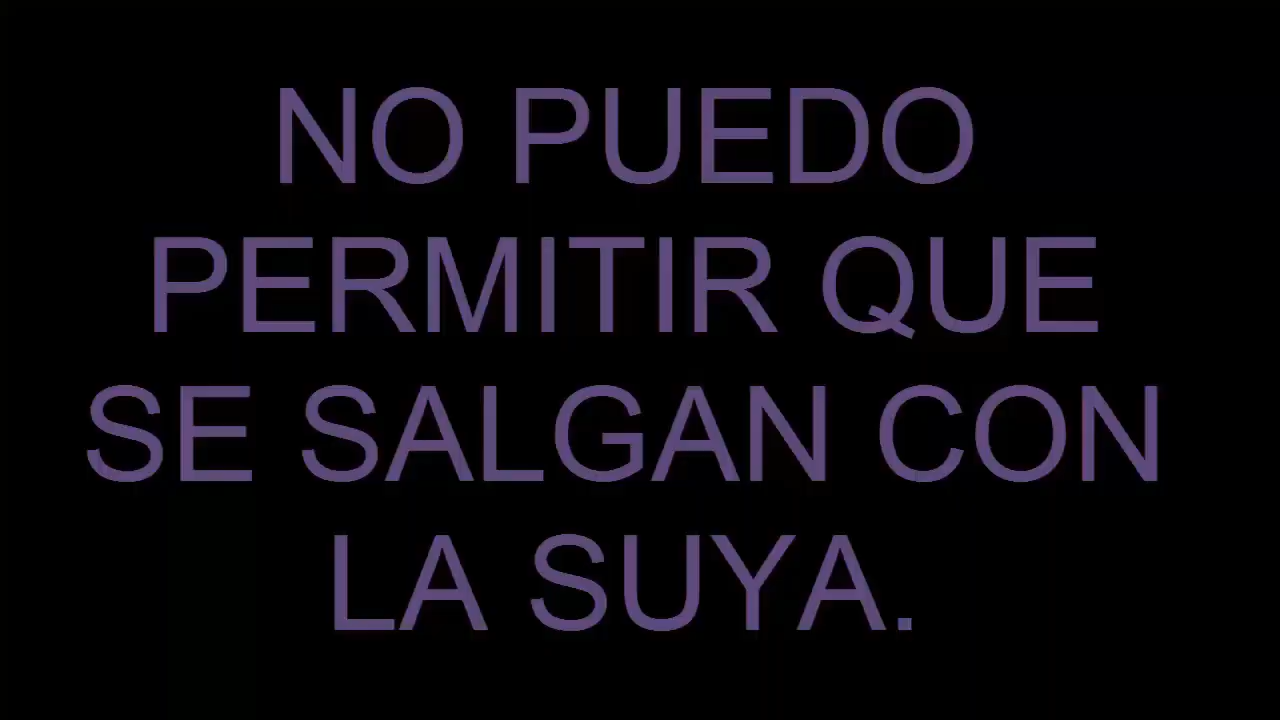 NO PUEDO
PERMITIR QUE
SE SALGAN CON
LA SUYA.